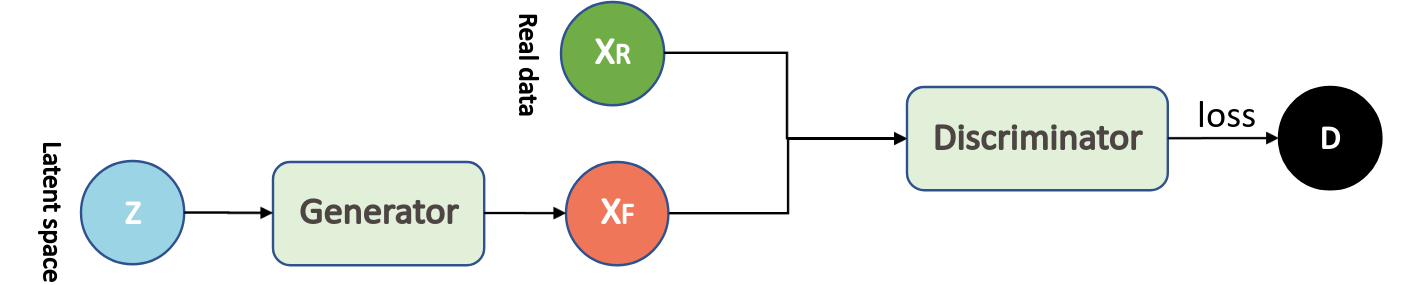 Real data
XR
Latent space
Z
Generator
XF
Discriminator
loss
D